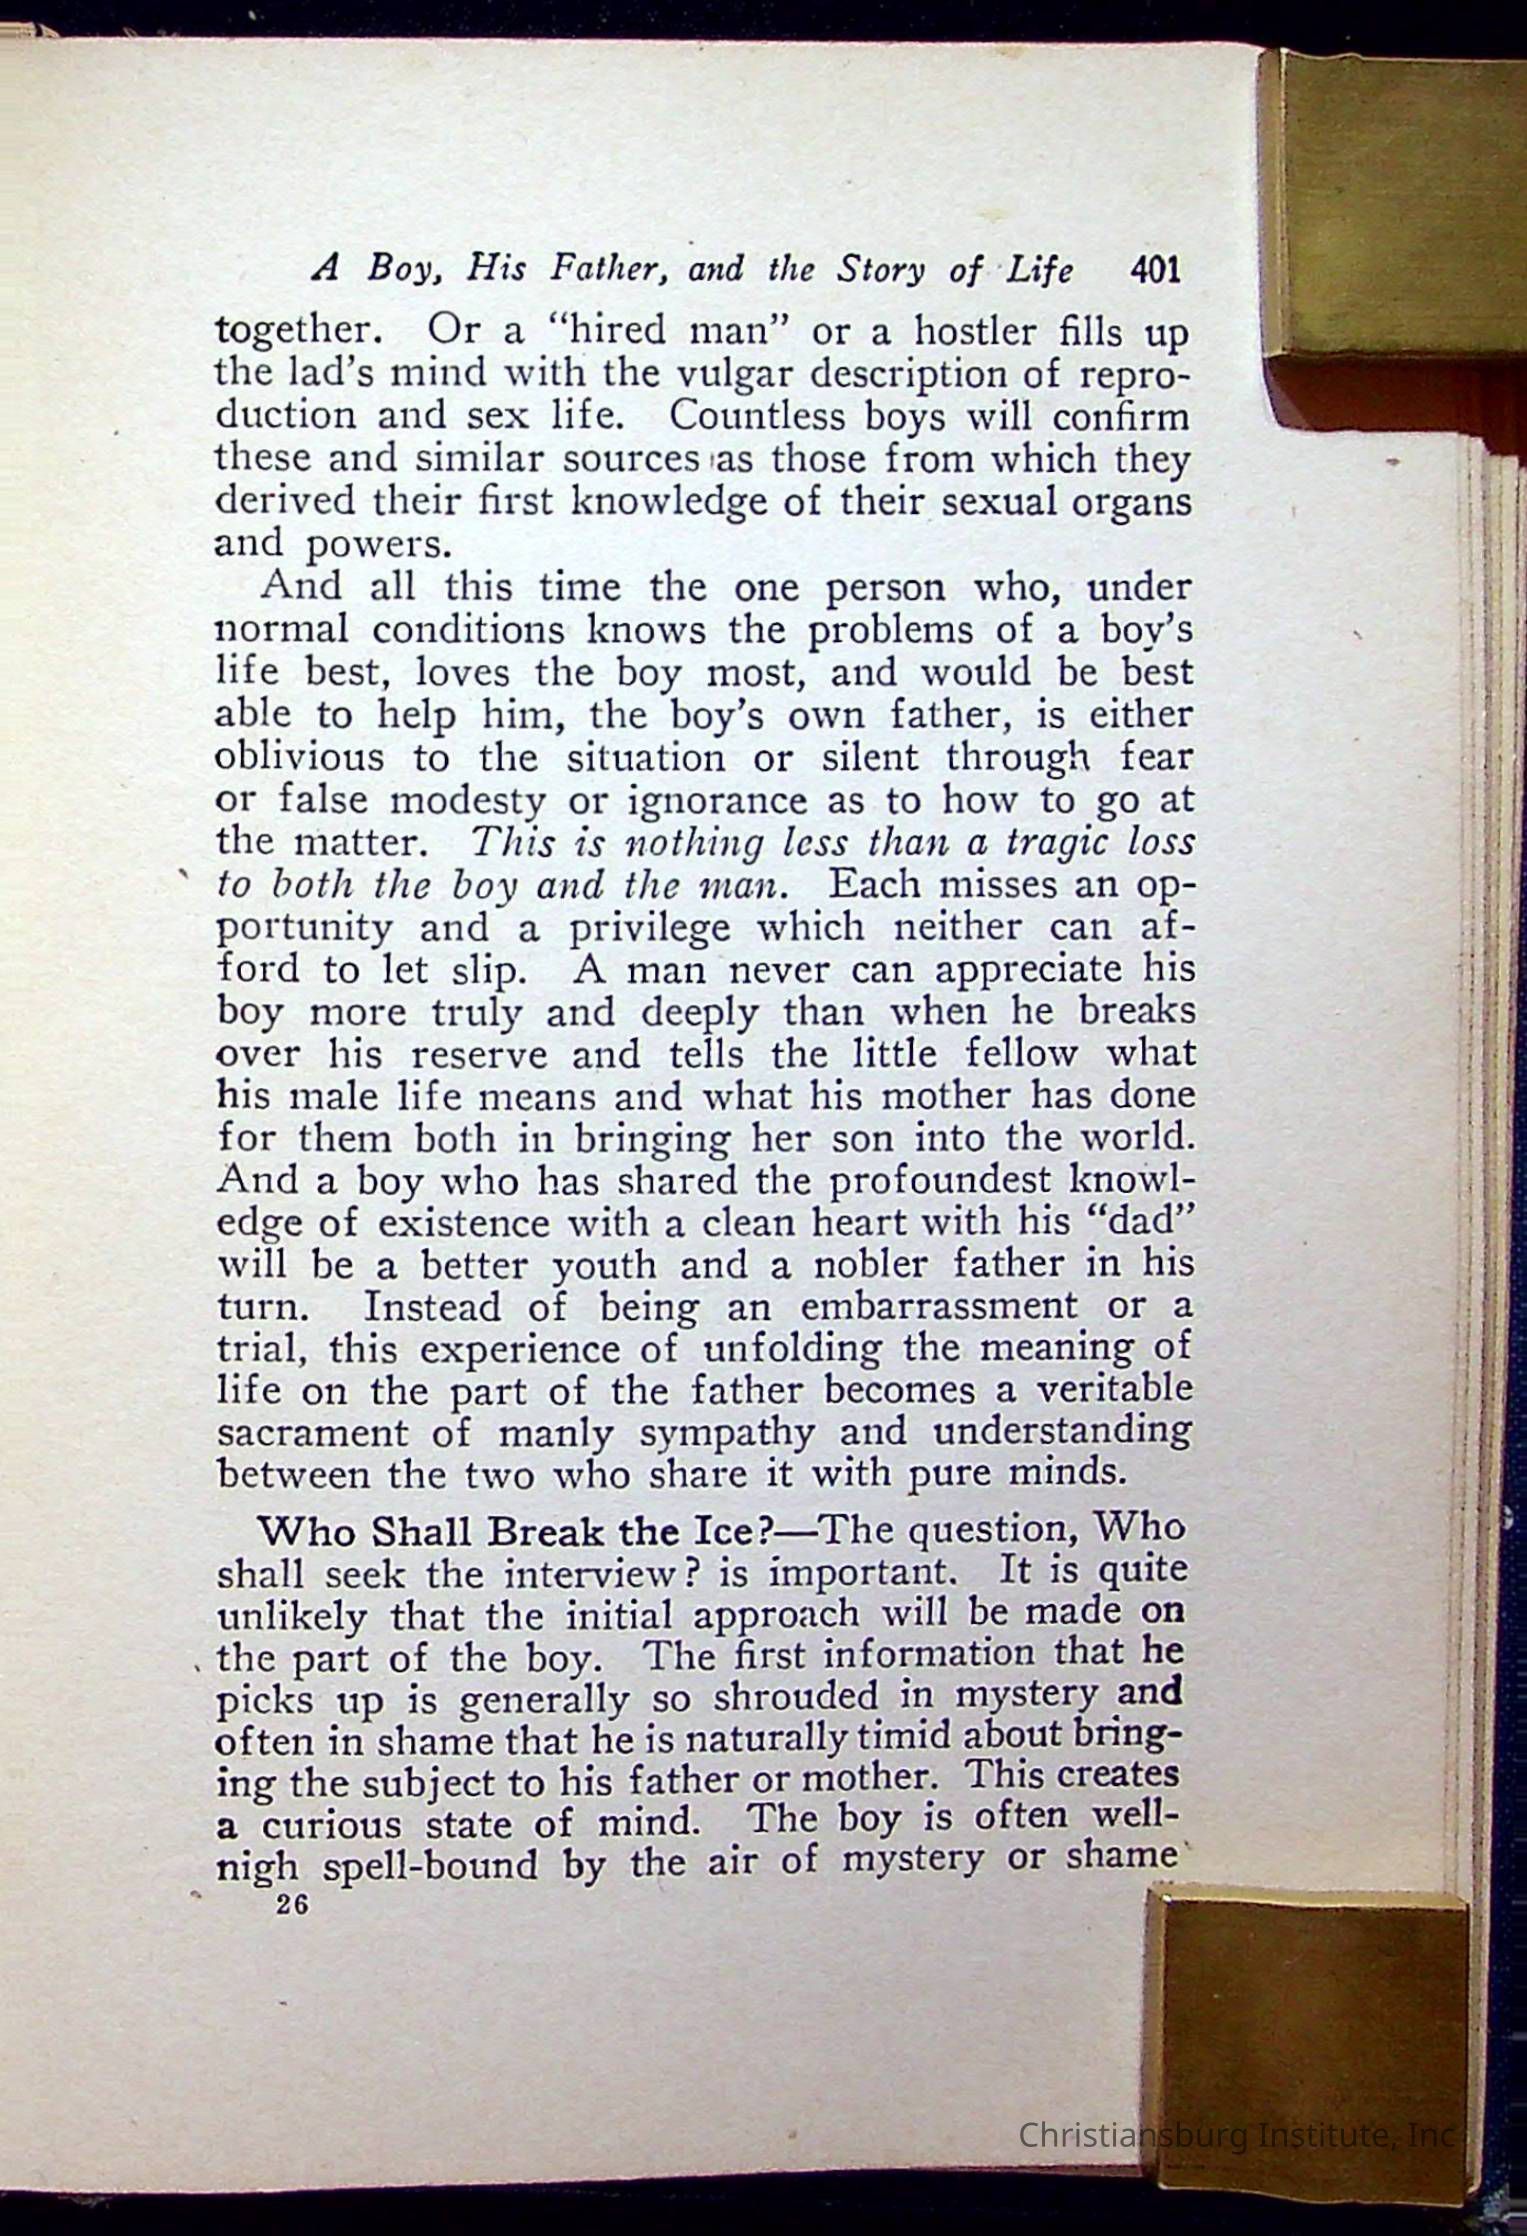 A Boy, His Father, and the Story of Life 401
together. Or a “hired man” or a hostler fills up
the lad’s mind with the vulgar description of repro-
duction and sex life. Countless boys will confirm
these and similar sources as those from which they
derived their first knowledge of their sexual organs
and powers.
And all this time the one person who, under
normal conditions knows the problems of a boy’s
life best, loves the boy most, and would be best
able to help him, the boy’s own father, is either
oblivious to the situation or silent through fear
or false modesty or ignorance as to how to go at
the matter. This is nothing less than a tragic loss
to both the boy and the man. Each misses an op-
portunity and a privilege which neither can af-
ford to let slip. A man never can appreciate his
boy more truly and deeply than when he breaks
over his reserve and tells the little fellow what
his male life means and what his mother has done
for them both in bringing her son into the world.
And a boy who has shared the profoundest knowl-
edge of existence with a clean heart with his “dad”
will be a better youth and a nobler father in his
turn. Instead of being an embarrassment or a
trial, this experience of unfolding the meaning of
life on the part of the father becomes a veritable
sacrament of manly sympathy and understanding
between the two who share it with pure minds.
Who Shall Break the Ice?—The question, Who
shall seek the interview? is important. It is quite
unlikely that the initial approach will be made on
the part of the boy. The first information that he
picks up is generally so shrouded in mystery and
often in shame that he is naturally timid about bring-
ing the subject to his father or mother. This creates
a curious state of mind. The boy is often well-
nigh spell-bound by the air of mystery or shame
26
Christiansburg Institute, Inc